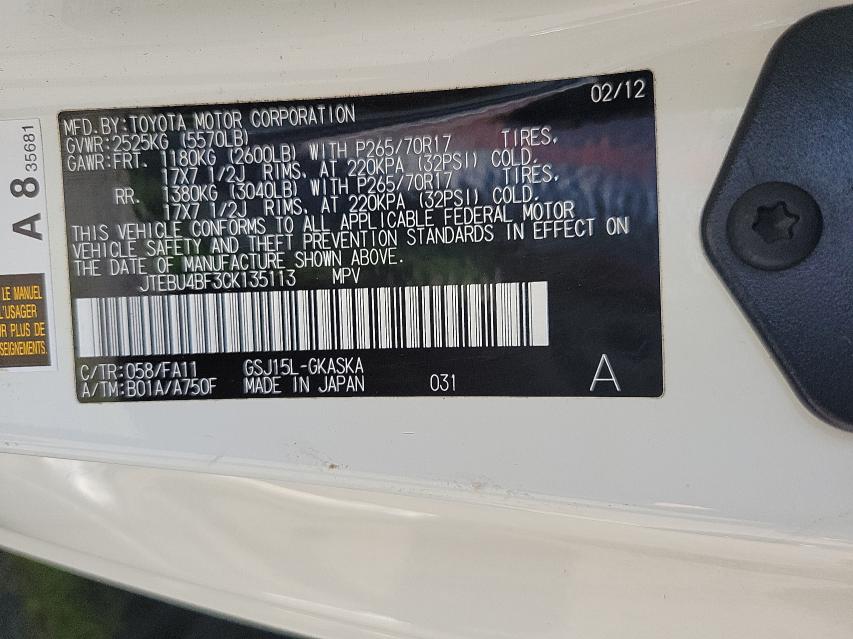 MFD.BY:TOYOTA MOTOR CORPORATION 02/12
GVWR:2525KG (5570LB)
GAWR:FRT. 1180KG (2600LB) WITH P265/70R17 TIRES,
17X7 1/2J RIMS, AT 220KPA (32PSI) COLD.
RR. 1380KG (3040LB) WITH P265/70R17 TIRES,
17X7 1/2J RIMS, AT 220KPA (32PSI) COLD.
THIS VEHICLE CONFORMS TO ALL APPLICABLE FEDERAL MOTOR
VEHICLE SAFETY AND THEFT PREVENTION STANDARDS IN EFFECT ON
THE DATE OF MANUFACTURE SHOWN ABOVE.
JTEBU4BF3CK135113 MPV
C/TR:058/FA11 GSJ15L-GKASKA
A/TM:B01A/A750F MADE IN JAPAN 031 A
A 8 35681
LE MANUEL
L'USAGER
UR PLUS DE
SEIGNEMENTS.